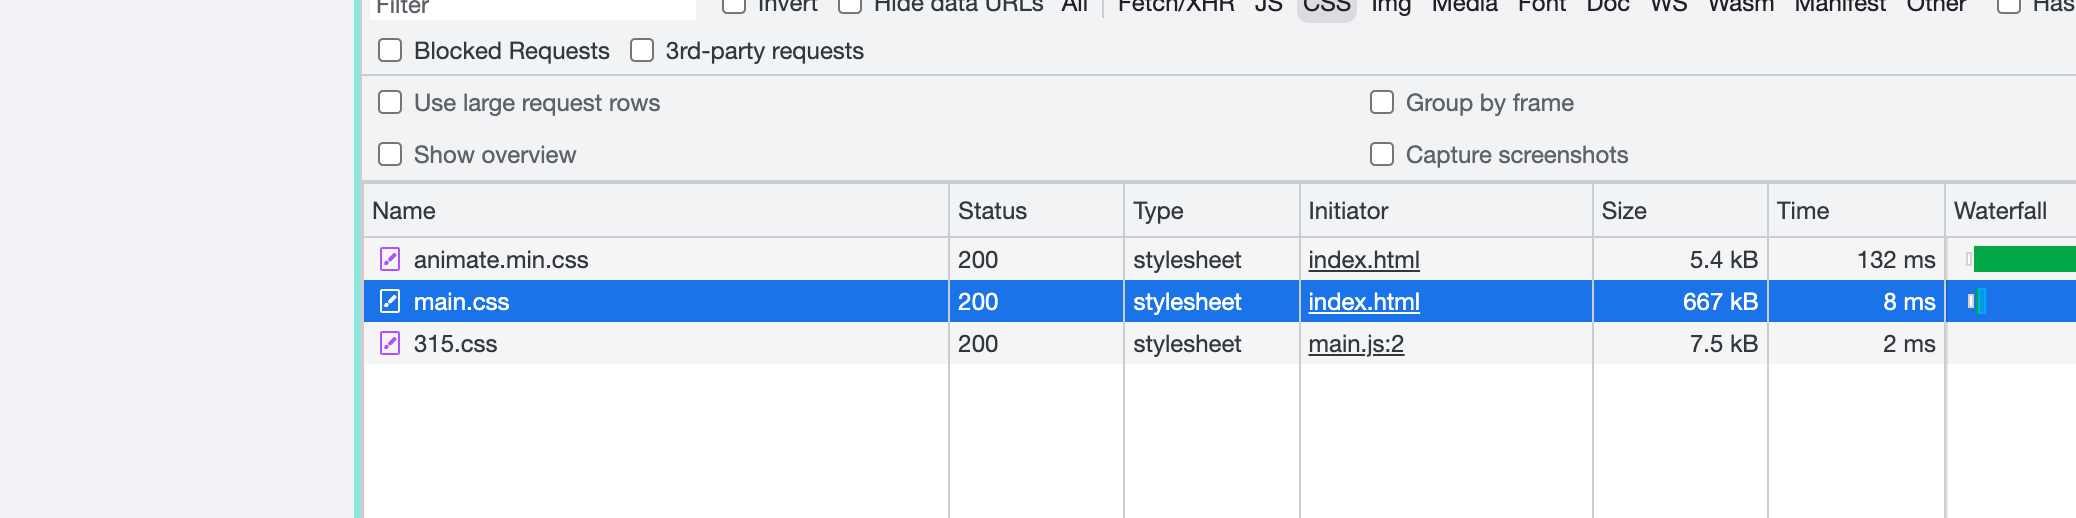 Filter Invert Hide data URLs All Fetch/XHR JS CSS Img Media Font Doc WS Wasm Manifest Other Has
Blocked Requests 3rd-party requests
Use large request rows Group by frame
Show overview Capture screenshots
Name Status Type Initiator Size Time Waterfall
animate.min.css 200 stylesheet index.html 5.4 kB 132 ms
main.css 200 stylesheet index.html 667 kB 8 ms
315.css 200 stylesheet main.js:2 7.5 kB 2 ms